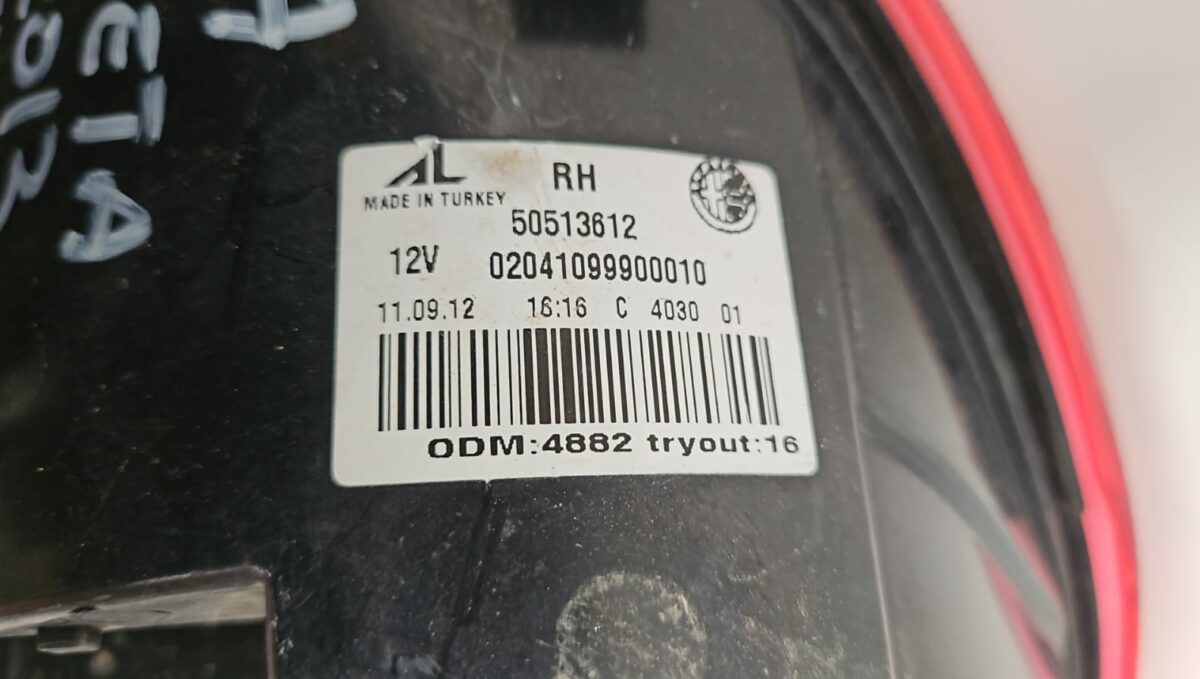 AL
RH
MADE IN TURKEY
50513612
12V 02041099900010
11.09.12 16:16 C 4030 01
ODM:4882 tryout:16